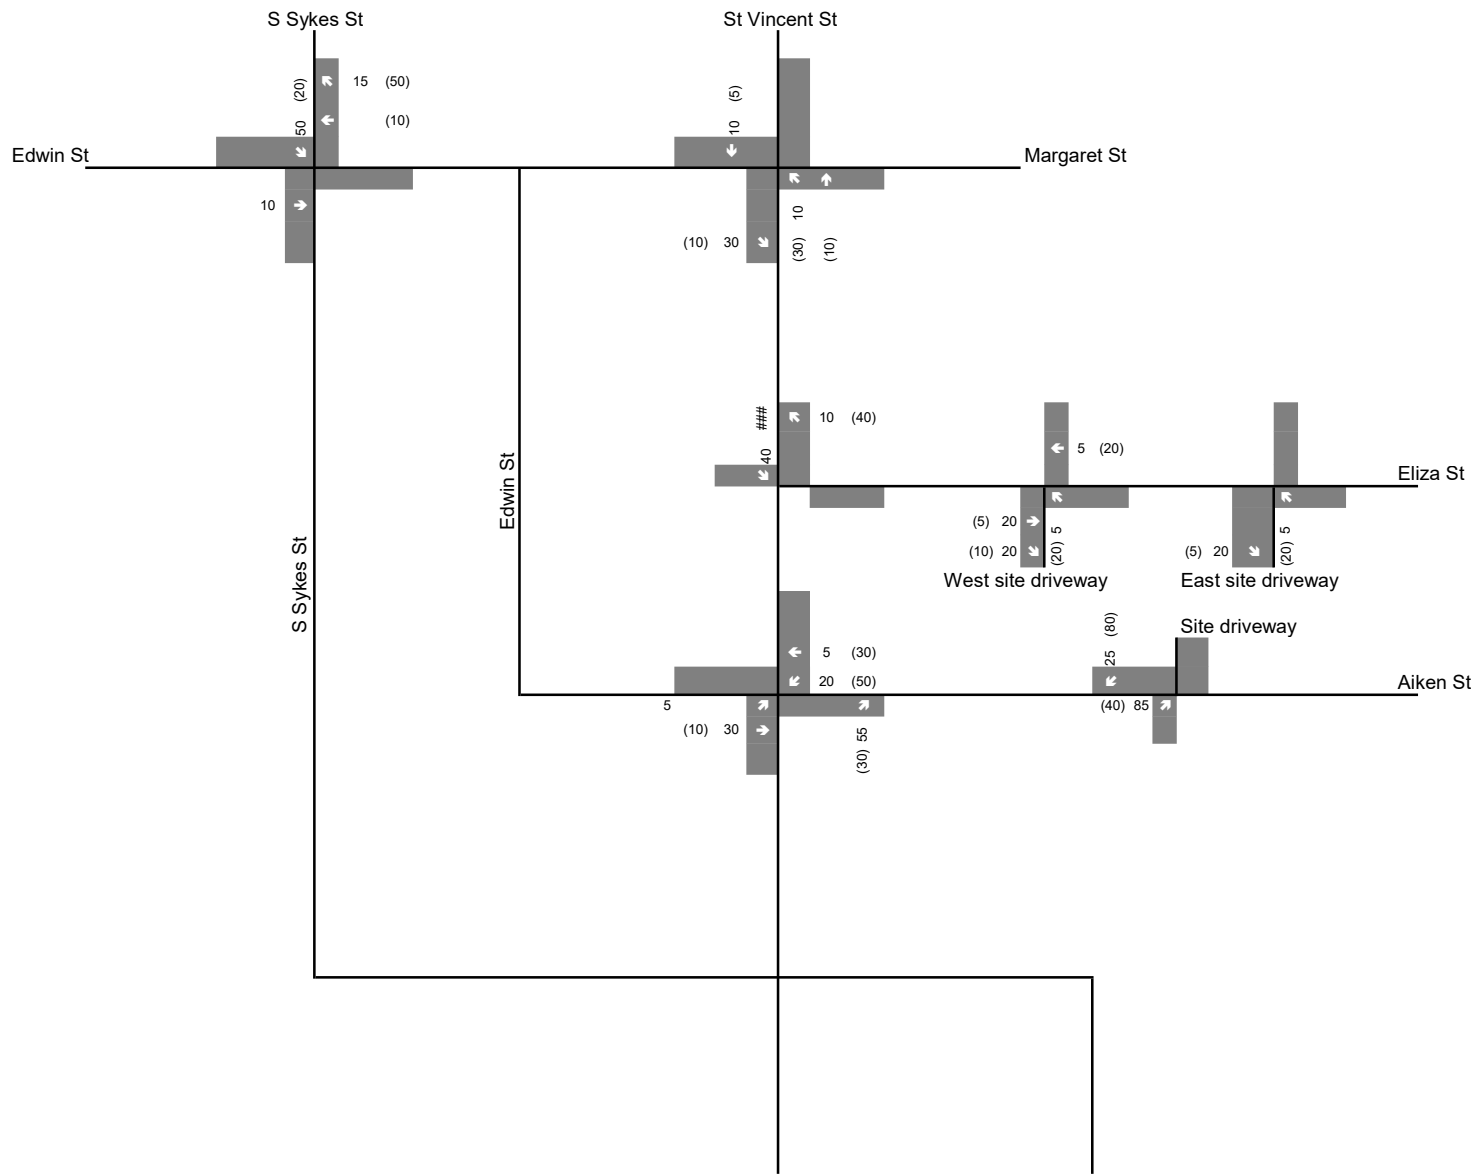 S Sykes St
St Vincent St
50 (20)
15 (50)
(10)
10 (5)
Edwin St
Margaret St
10
(10) 30
(30) 10
(10)
40 ###
10 (40)
5 (20)
Eliza St
Edwin St
S Sykes St
(5) 20
(10) 20
(20) 5
(5) 20
(20) 5
West site driveway
East site driveway
Site driveway
25 (80)
5 (30)
20 (50)
Aiken St
5
(10) 30
(30) 55
(40) 85